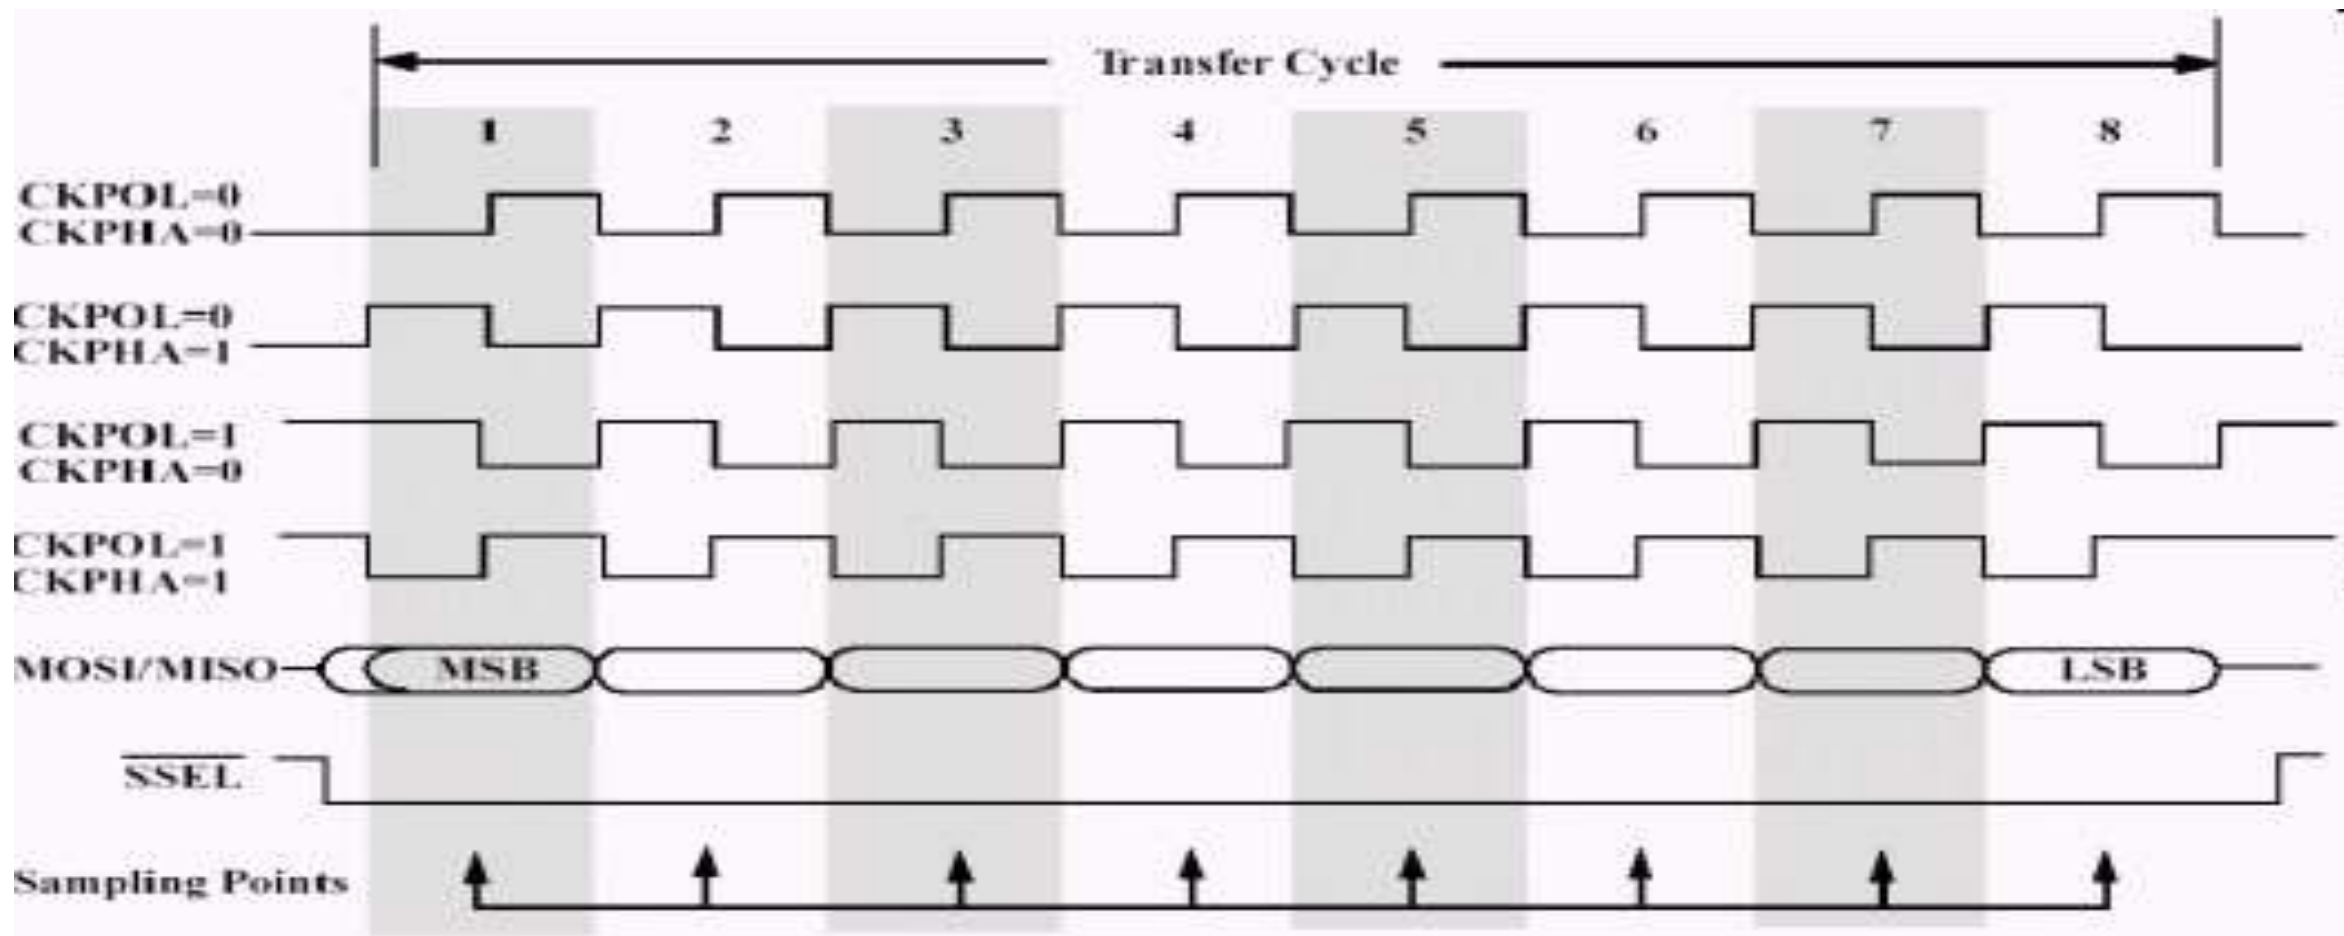 Transfer Cycle
1 2 3 4 5 6 7 8
CKPOL=0
CKPHA=0
CKPOL=0
CKPHA=1
CKPOL=1
CKPHA=0
CKPOL=1
CKPHA=1
MOSI/MISO MSB LSB
SSEL
Sampling Points